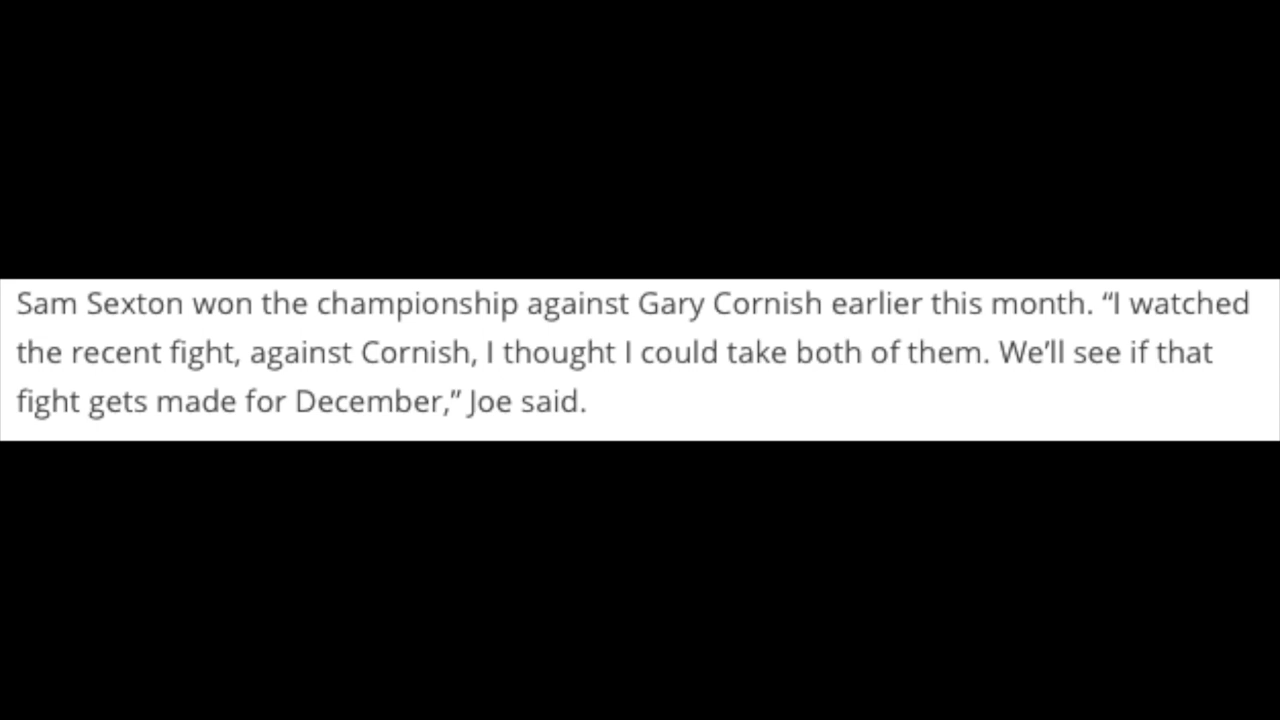 Sam Sexton won the championship against Gary Cornish earlier this month. “I watched
the recent fight, against Cornish, I thought I could take both of them. We’ll see if that
fight gets made for December,” Joe said.